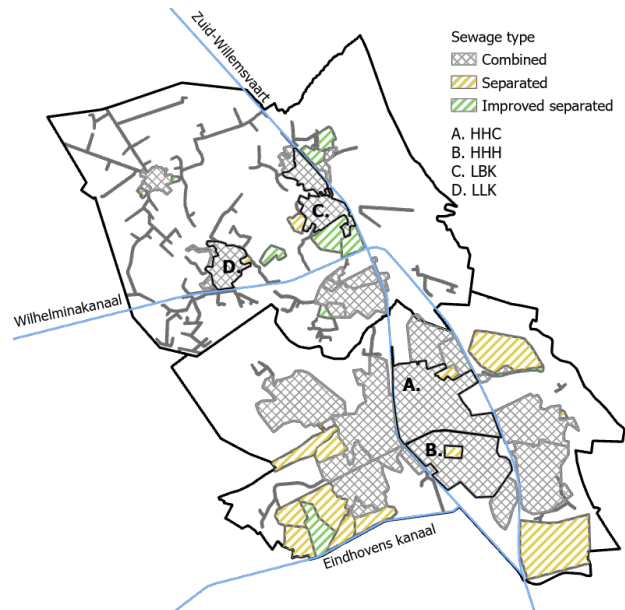 Zuid-Willemsvaart
Sewage type
Combined
Separated
Improved separated
A. HHC
B. HHH
C. LBK
D. LLK
C.
D.
Wilhelminakanaal
A.
B.
Eindhovens kanaal